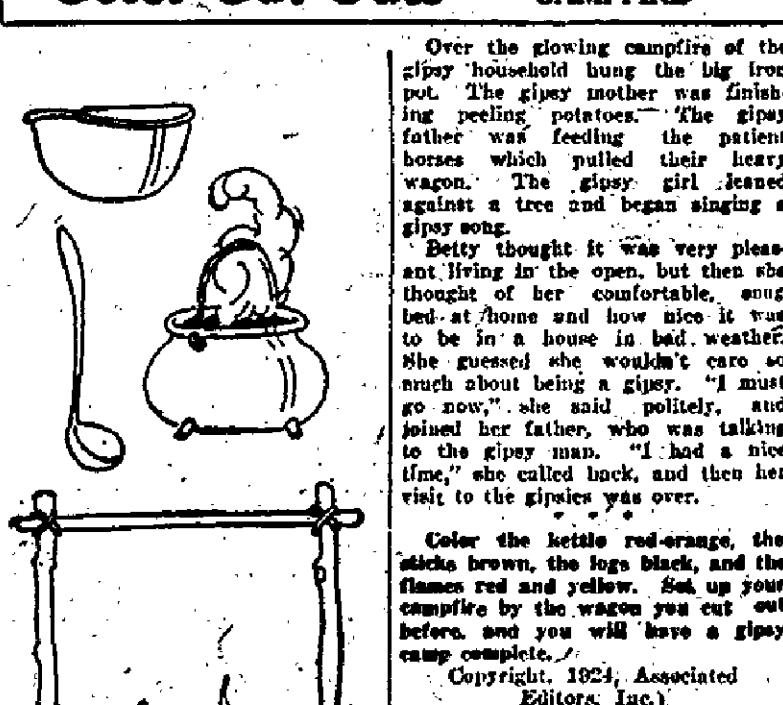 Over the glowing campfire of the
gipsy household hung the big iron
pot. The gipsy mother was finish-
ing peeling potatoes. The gipsy
father was feeding the patient
horses which pulled their heavy
wagon. The gipsy girl leaned
against a tree and began singing a
gipsy song.
Betty thought it was very pleas-
ant living in the open, but then she
thought of her comfortable, snug
bed at home and how nice it was
to be in a house in bad weather.
She guessed she wouldn't care so
much about being a gipsy. "I must
go now," she said politely, and
joined her father, who was talking
to the gipsy man. "I had a nice
time," she called back, and then her
visit to the gipsies was over.
* * *
Color the kettle red-orange, the
sticks brown, the logs black, and the
flames red and yellow. Set up your
campfire by the wagon you cut out
before, and you will have a gipsy
camp complete.
Copyright, 1924, Associated
Editors, Inc.)